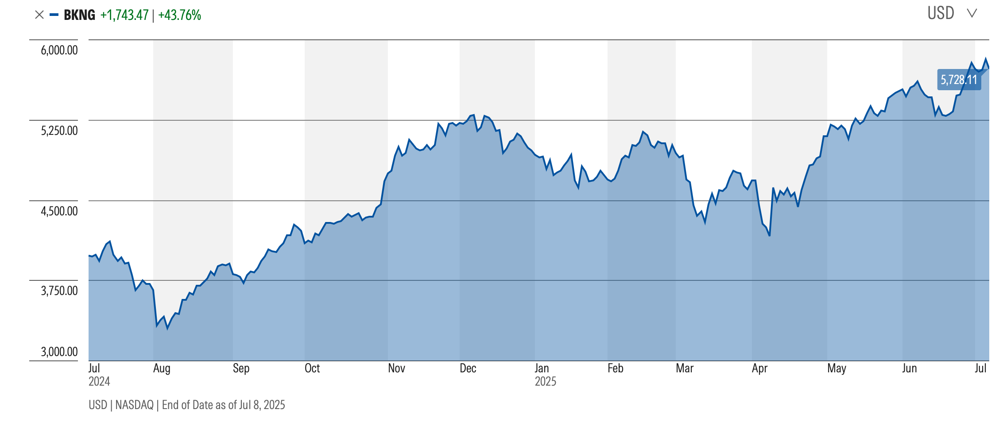 BKNG +1,743.47 | +43.76%
USD
6,000.00
5,250.00
4,500.00
3,750.00
3,000.00
5,728.11
Jul Aug Sep Oct Nov Dec Jan Feb Mar Apr May Jun Jul
2024 2025
USD | NASDAQ | End of Date as of Jul 8, 2025